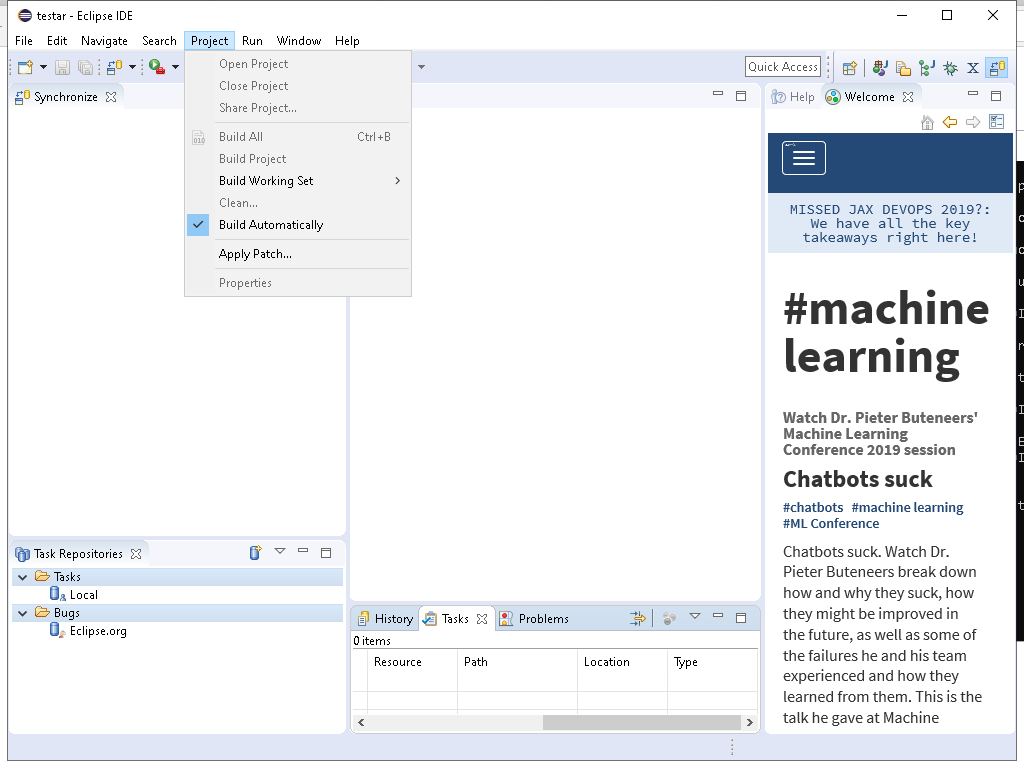 testar - Eclipse IDE
File Edit Navigate Search Project Run Window Help
Quick Access
Open Project
Close Project
Share Project...
Build All Ctrl+B
Build Project
Build Working Set
Clean...
Build Automatically
Apply Patch...
Properties
Synchronize
Help Welcome
MISSED JAX DEVOPS 2019?:
We have all the key
takeaways right here!
#machine
learning
Watch Dr. Pieter Buteneers'
Machine Learning
Conference 2019 session
Chatbots suck
#chatbots #machine learning
#ML Conference
Chatbots suck. Watch Dr.
Pieter Buteneers break down
how and why they suck, how
they might be improved in
the future, as well as some of
the failures he and his team
experienced and how they
learned from them. This is the
talk he gave at Machine
Task Repositories
Tasks
Local
Bugs
Eclipse.org
History Tasks Problems
0 items
Resource Path Location Type